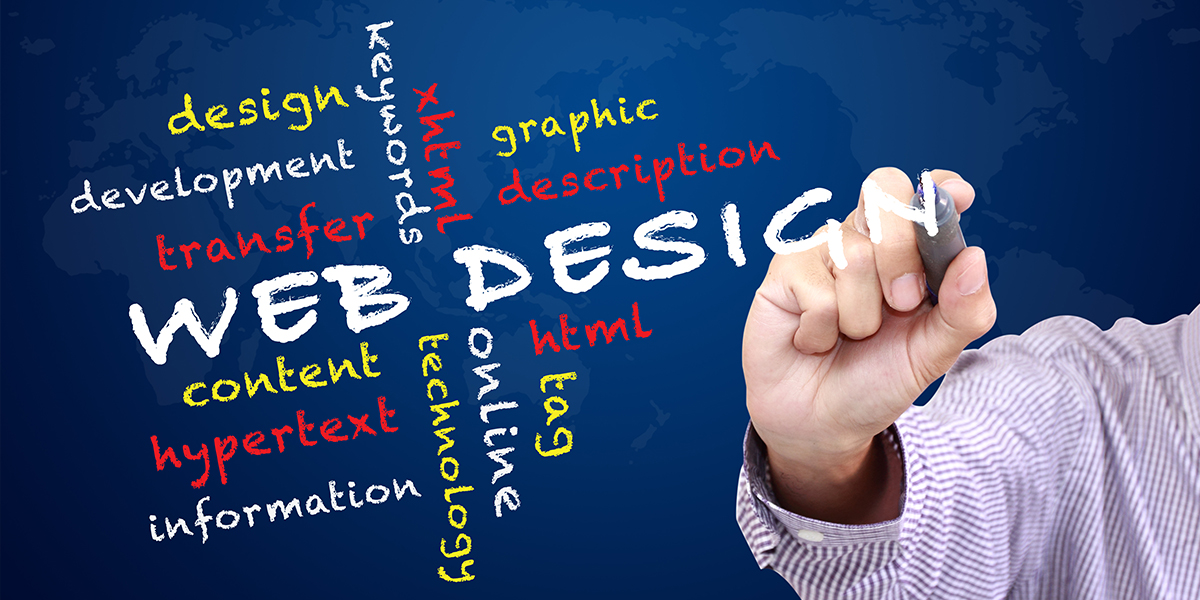 keywords
design
xhtml
graphic
development
description
transfer
WEB DESIGN
content
technology
online
html
tag
hypertext
information